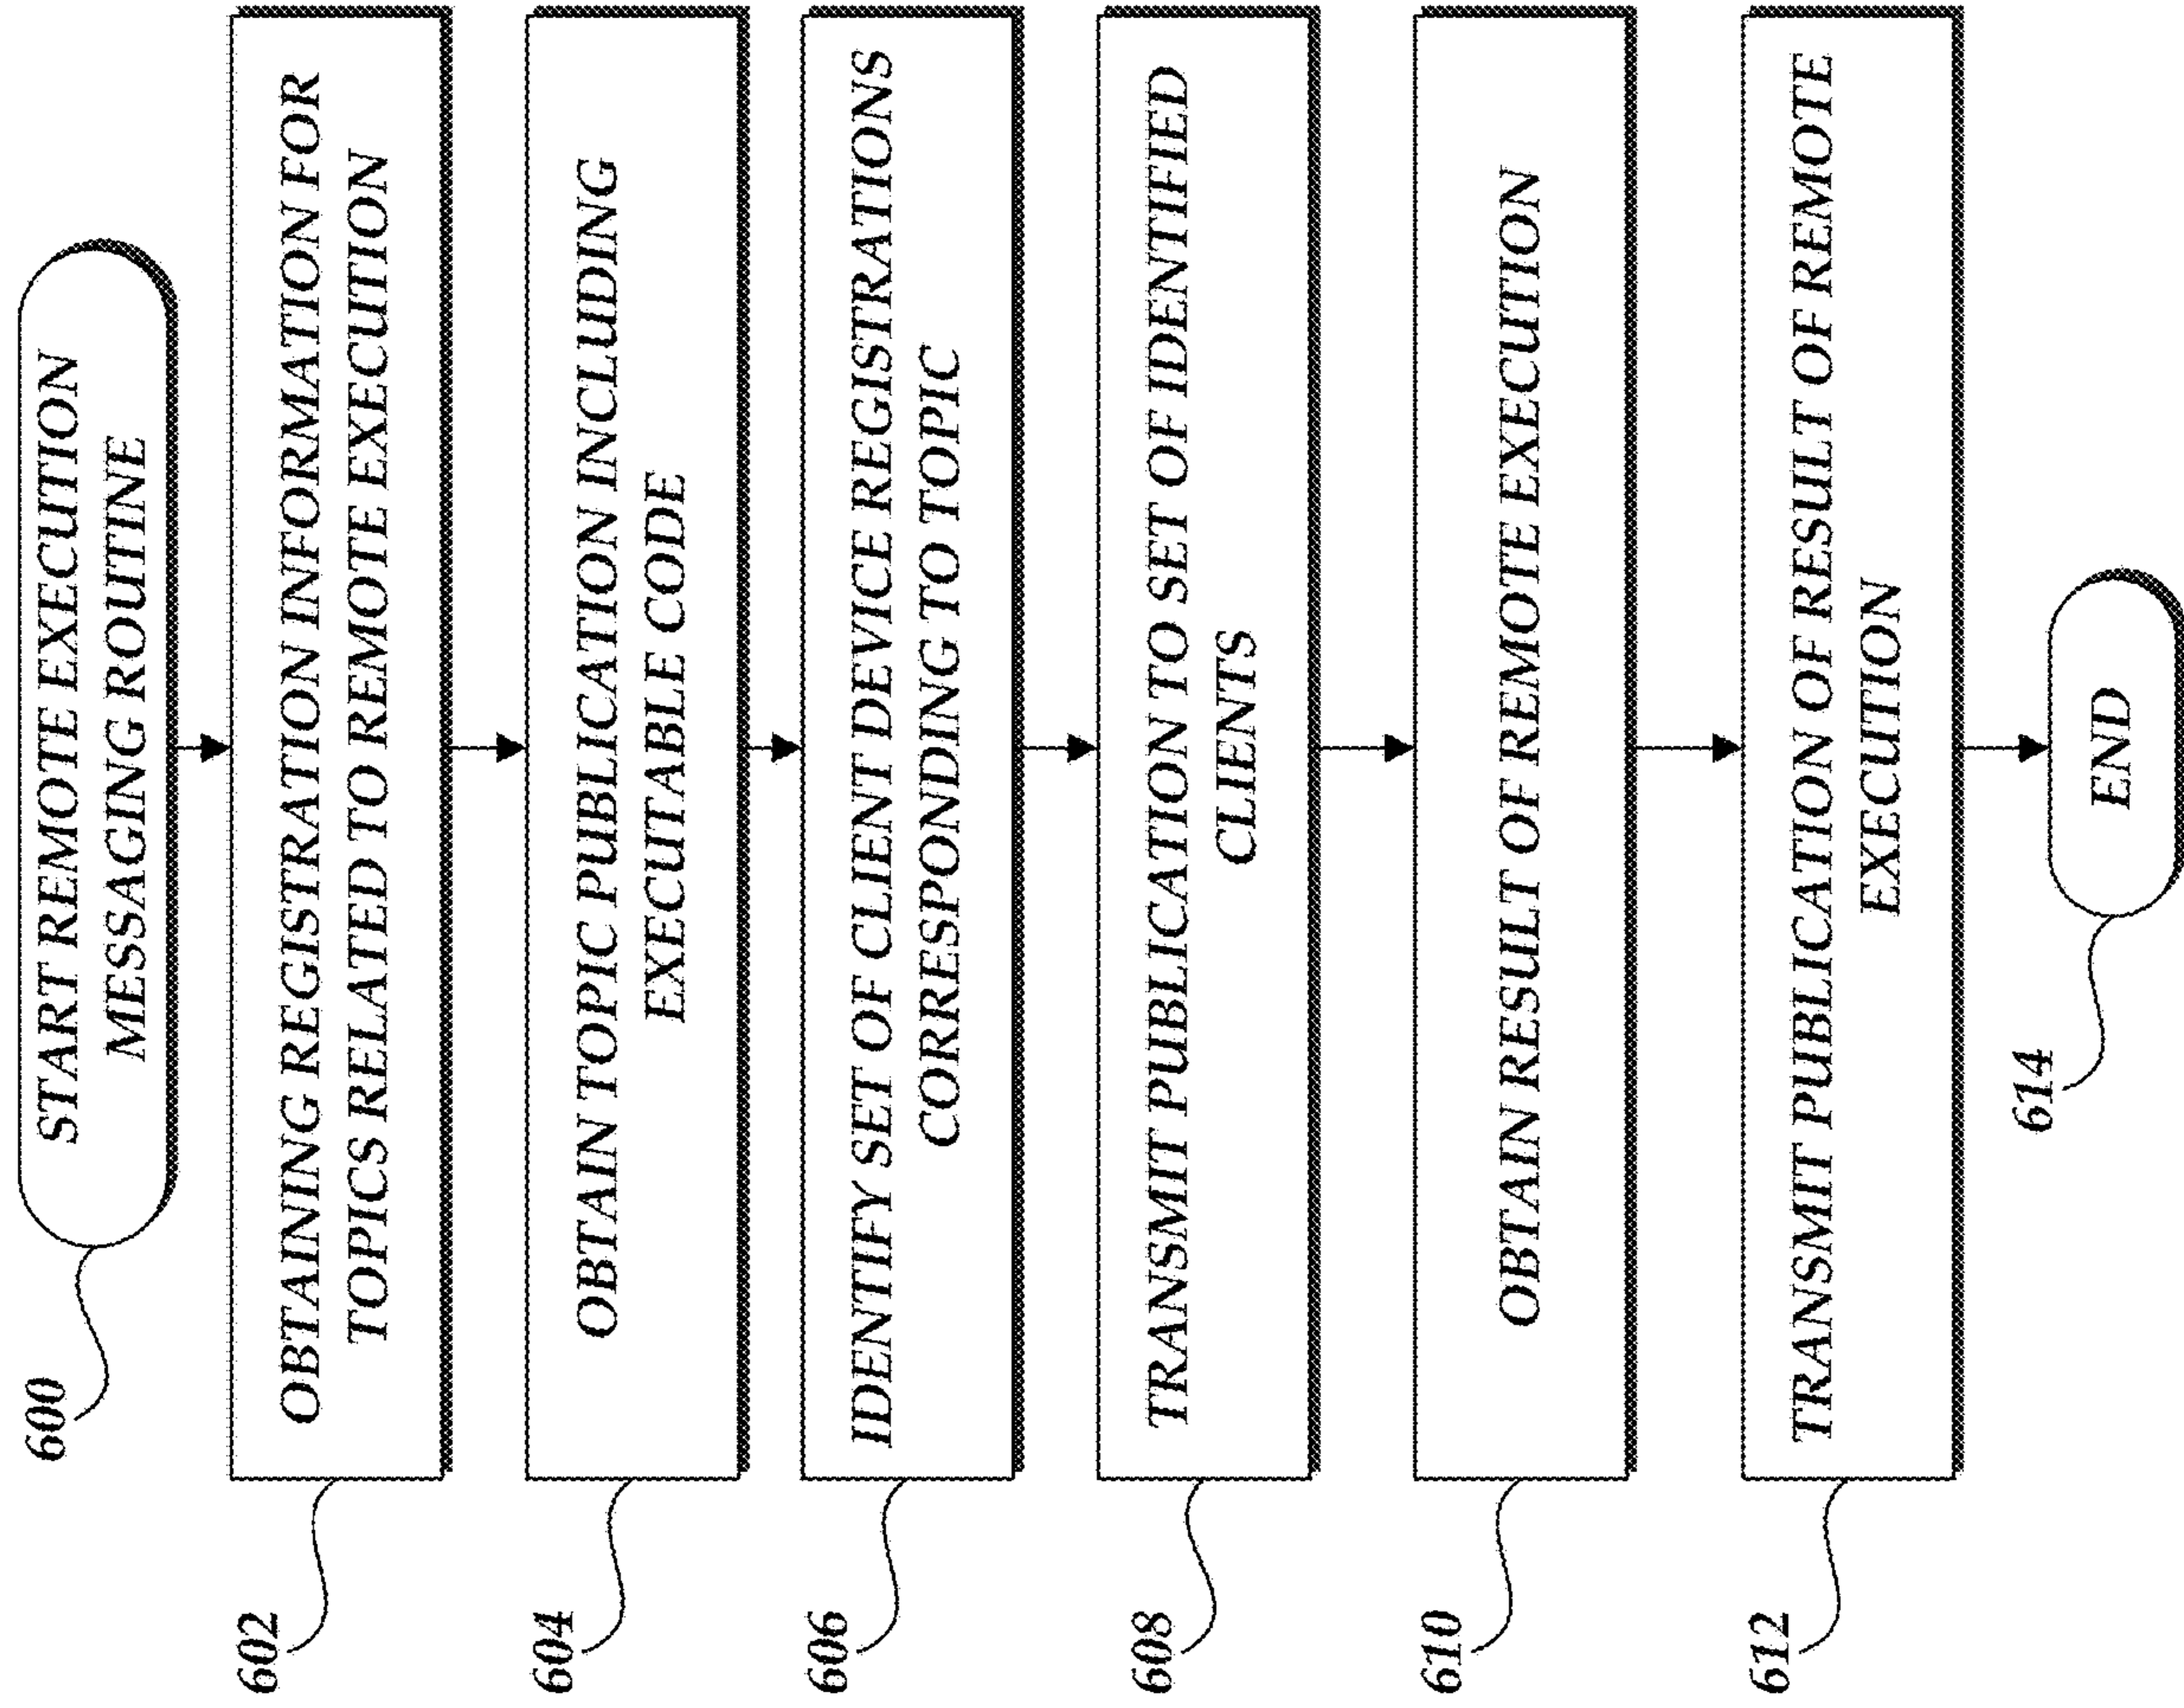 600
START REMOTE EXECUTION
MESSAGING ROUTINE
602
OBTAINING REGISTRATION INFORMATION FOR
TOPICS RELATED TO REMOTE EXECUTION
604
OBTAIN TOPIC PUBLICATION INCLUDING
EXECUTABLE CODE
606
IDENTIFY SET OF CLIENT DEVICE REGISTRATIONS
CORRESPONDING TO TOPIC
608
TRANSMIT PUBLICATION TO SET OF IDENTIFIED
CLIENTS
610
OBTAIN RESULT OF REMOTE EXECUTION
612
TRANSMIT PUBLICATION OF RESULT OF REMOTE
EXECUTION
614
END